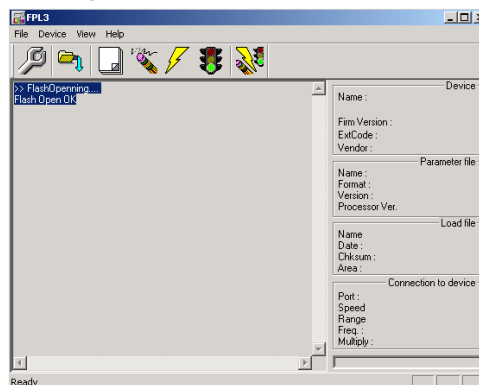 FPL3
File Device View Help
>> FlashOpenning....
Flash Open OK
Device
Name :
Firm Version :
ExtCode :
Vendor :
Parameter file
Name :
Format :
Version :
Processor Ver.
Load file
Name
Date :
Chksum :
Area :
Connection to device
Port :
Speed
Range
Freq. :
Multiply :
Ready